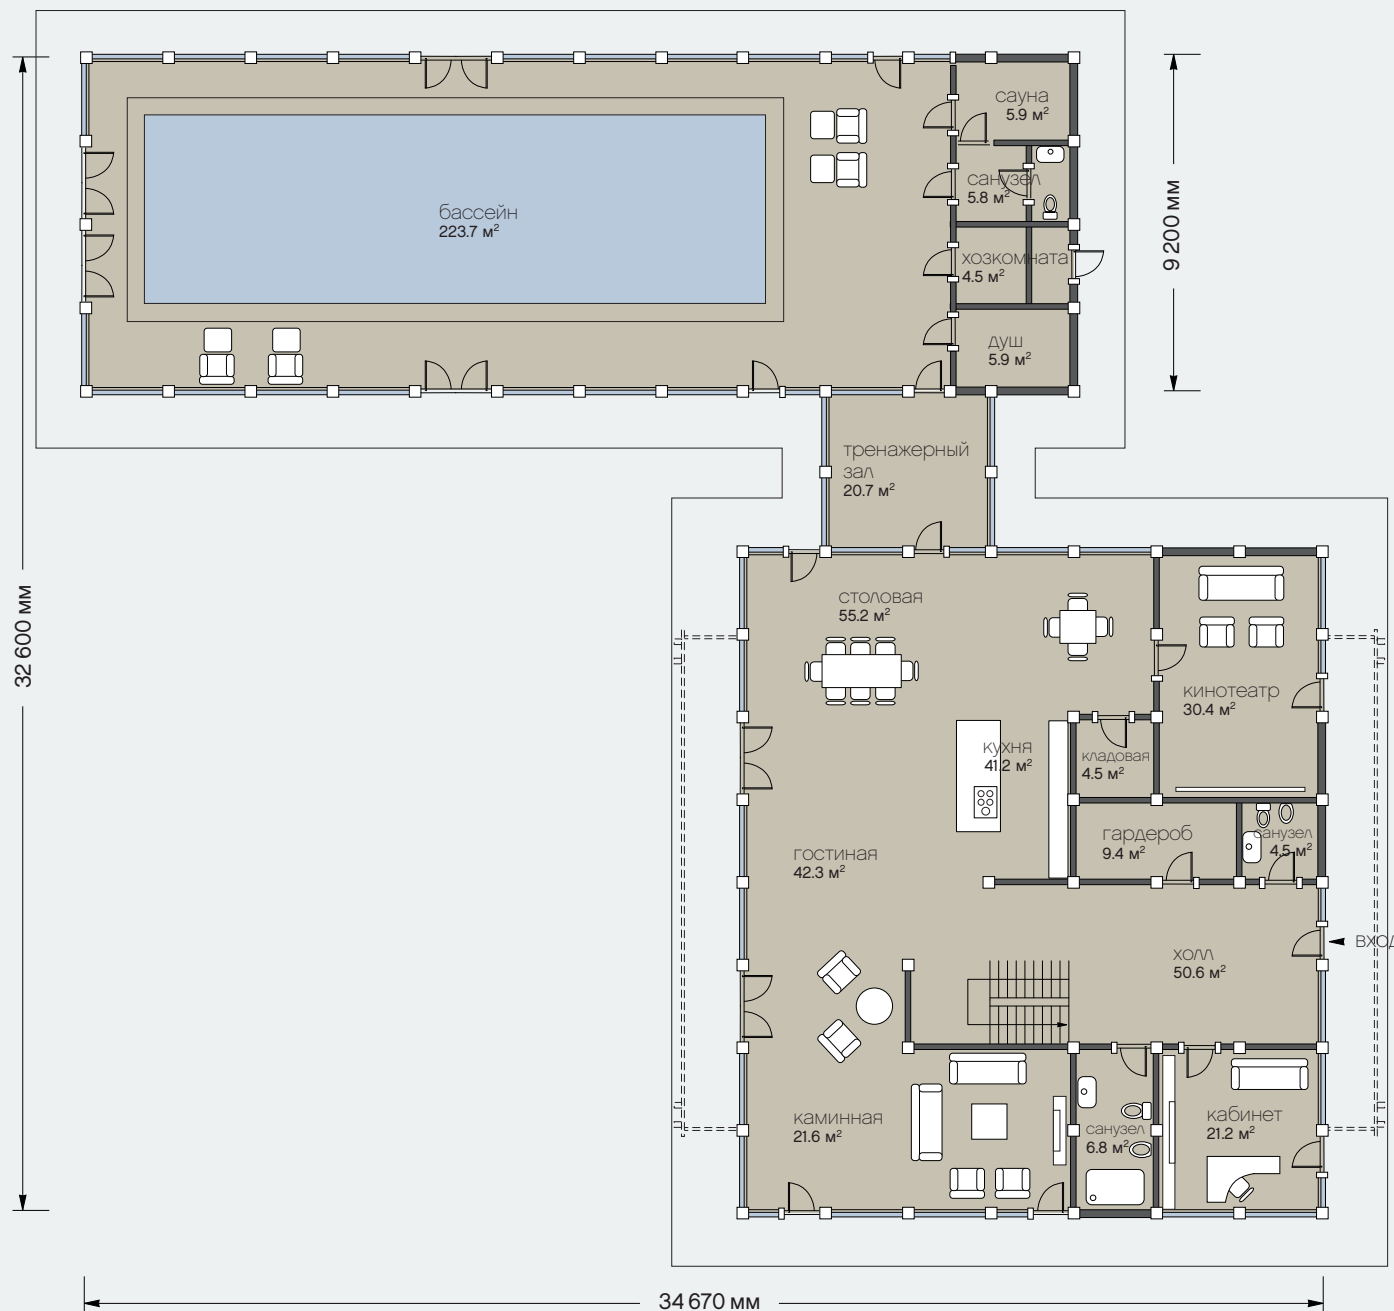 сауна
5.9 м²
санузел
5.8 м²
бассейн
223.7 м²
9 200 мм
хозкомната
4.5 м²
душ
5.9 м²
тренажерный
зал
20.7 м²
32 600 мм
столовая
55.2 м²
кинотеатр
30.4 м²
кухня
41.2 м²
кладовая
4.5 м²
гардероб
9.4 м²
санузел
4.5 м²
гостиная
42.3 м²
вход
холл
50.6 м²
каминная
21.6 м²
санузел
6.8 м²
кабинет
21.2 м²
34 670 мм